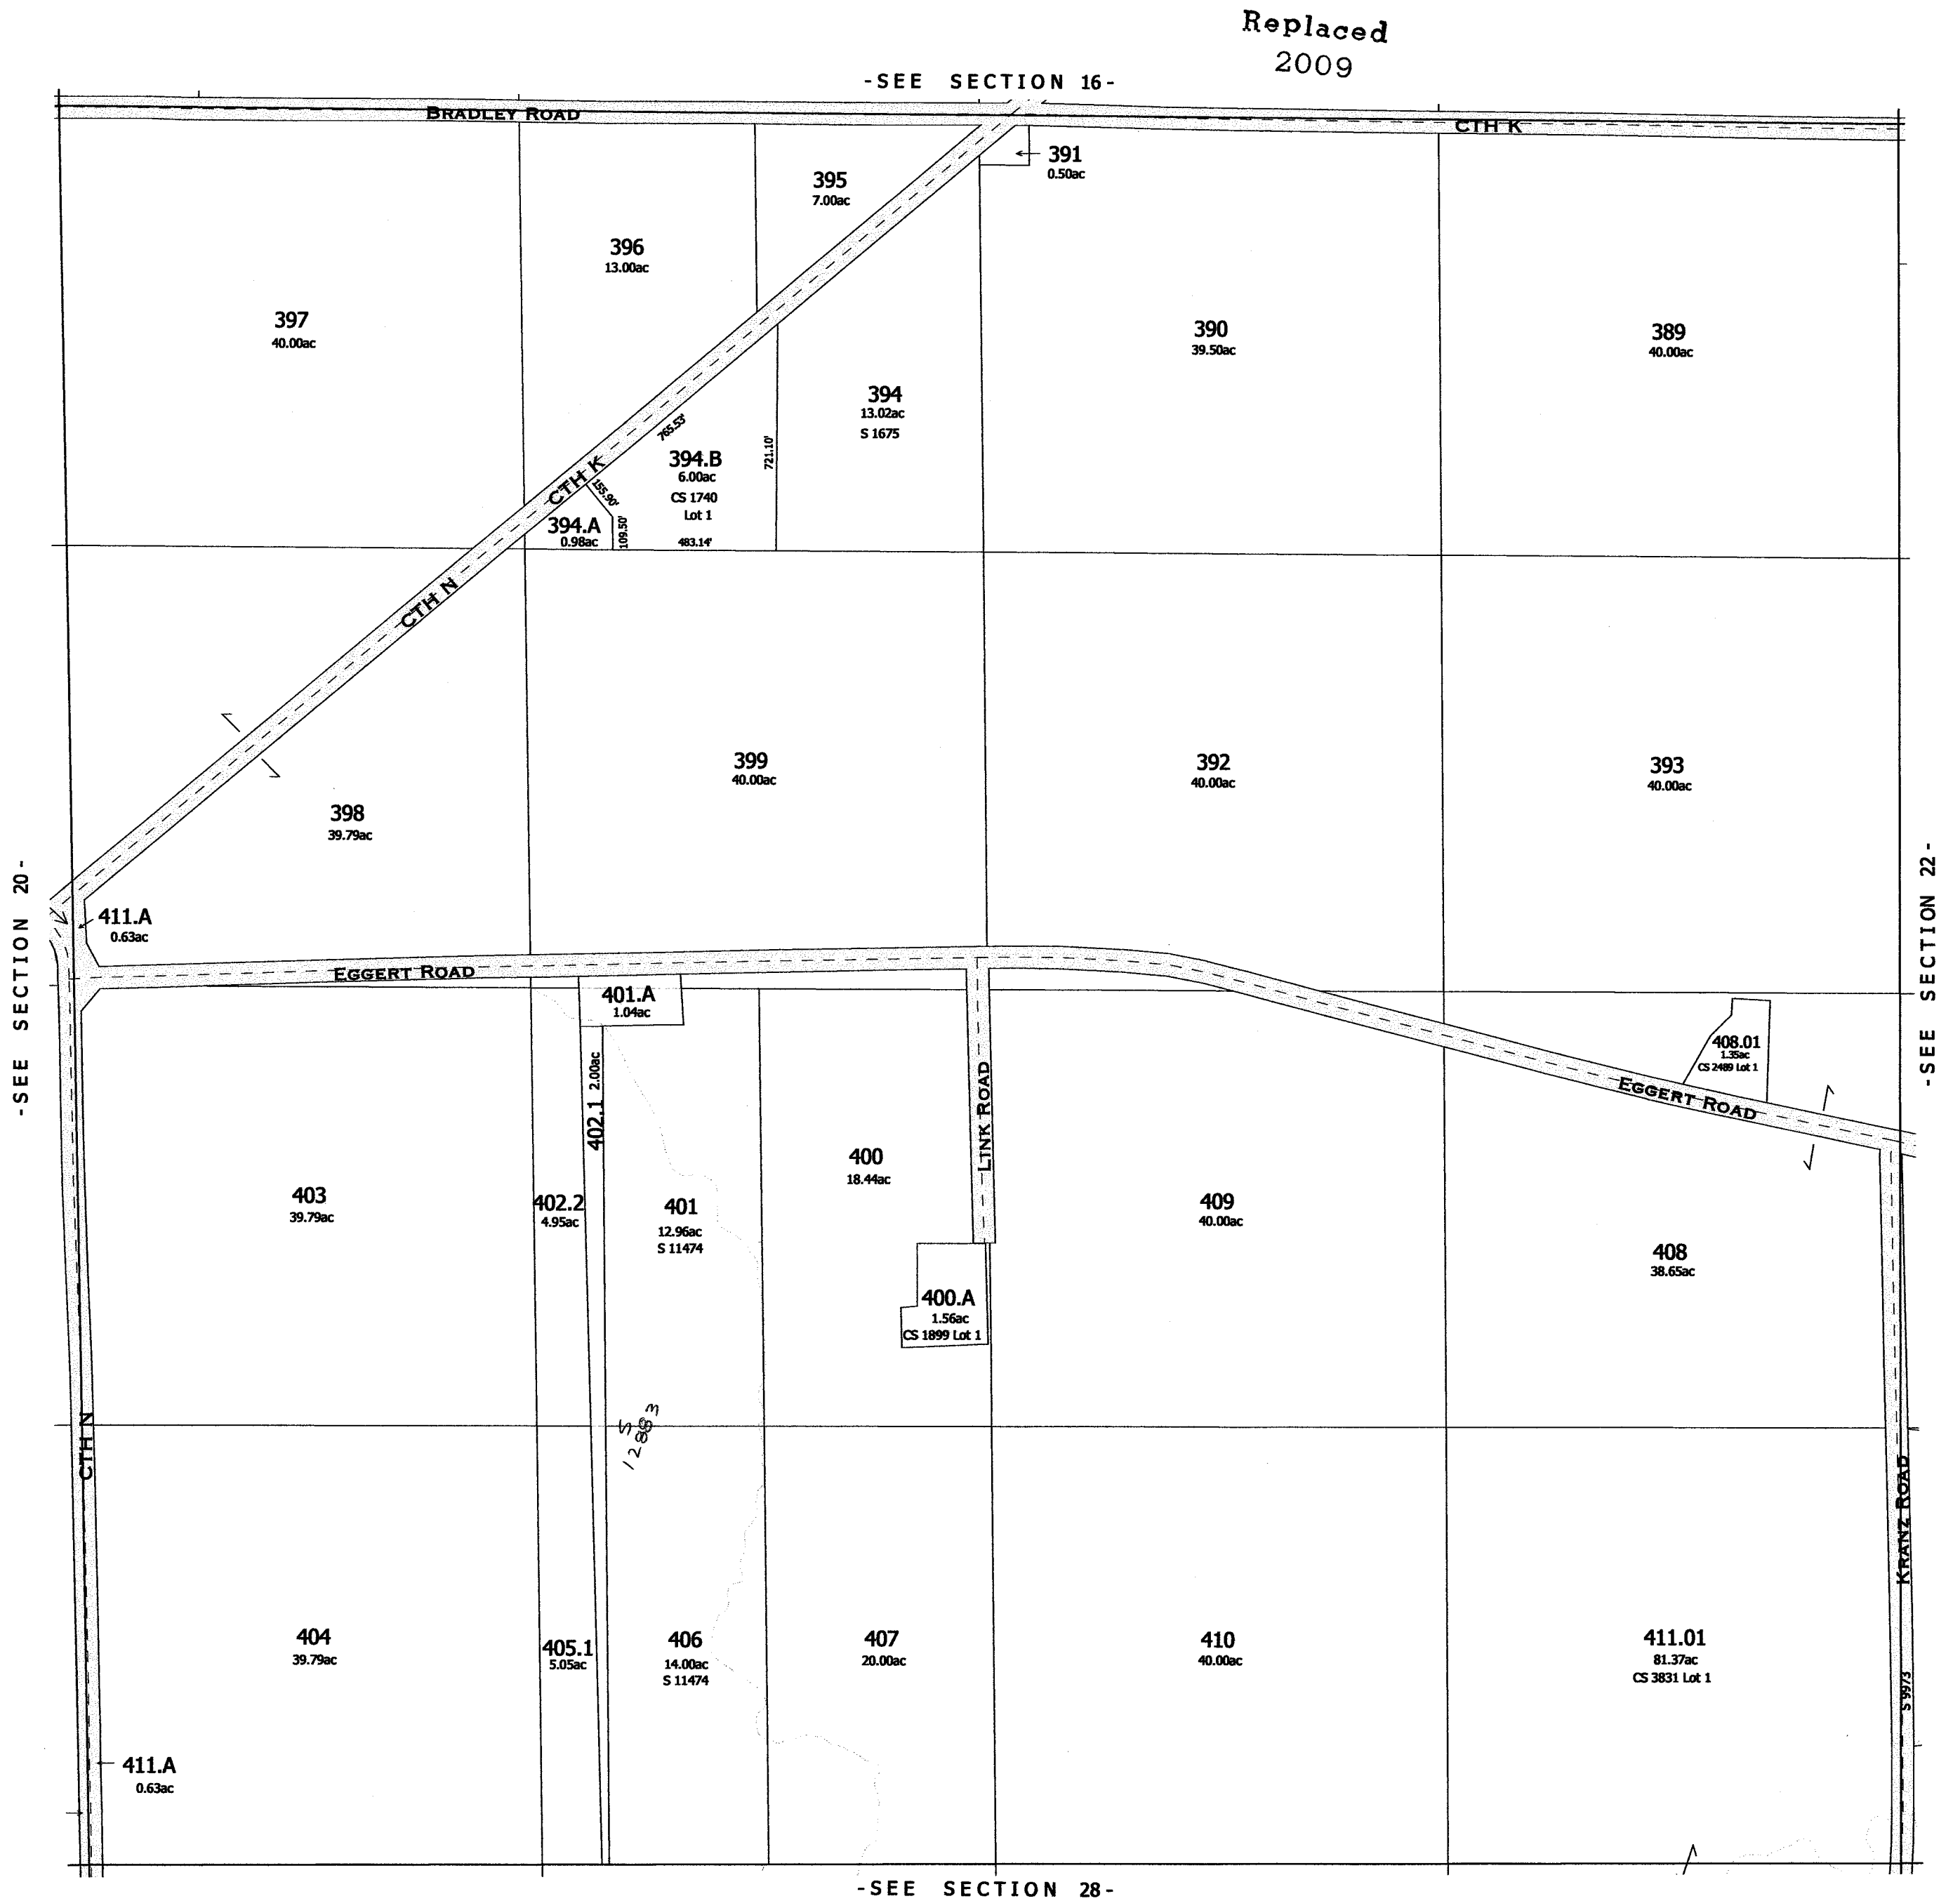 Replaced
2009
-SEE SECTION 16-
BRADLEY ROAD
CTH K
391
0.50ac
395
7.00ac
396
13.00ac
397
40.00ac
390
39.50ac
389
40.00ac
394
13.02ac
S 1675
765.53'
721.10'
394.B
6.00ac
CS 1740
Lot 1
CTH K
155.90'
394.A
0.98ac
109.50'
483.14'
CTH N
399
40.00ac
392
40.00ac
393
40.00ac
398
39.79ac
-SEE SECTION 20-
-SEE SECTION 22-
411.A
0.63ac
EGGERT ROAD
401.A
1.04ac
408.01
1.35ac
CS 2489 Lot 1
EGGERT ROAD
402.1 2.00ac
LINK ROAD
400
18.44ac
403
39.79ac
402.2
4.95ac
401
12.96ac
S 11474
409
40.00ac
408
38.65ac
400.A
1.56ac
CS 1899 Lot 1
S
12883
CTH N
KRANZ ROAD
404
39.79ac
405.1
5.05ac
406
14.00ac
S 11474
407
20.00ac
410
40.00ac
411.01
81.37ac
CS 3831 Lot 1
S 9973
411.A
0.63ac
-SEE SECTION 28-